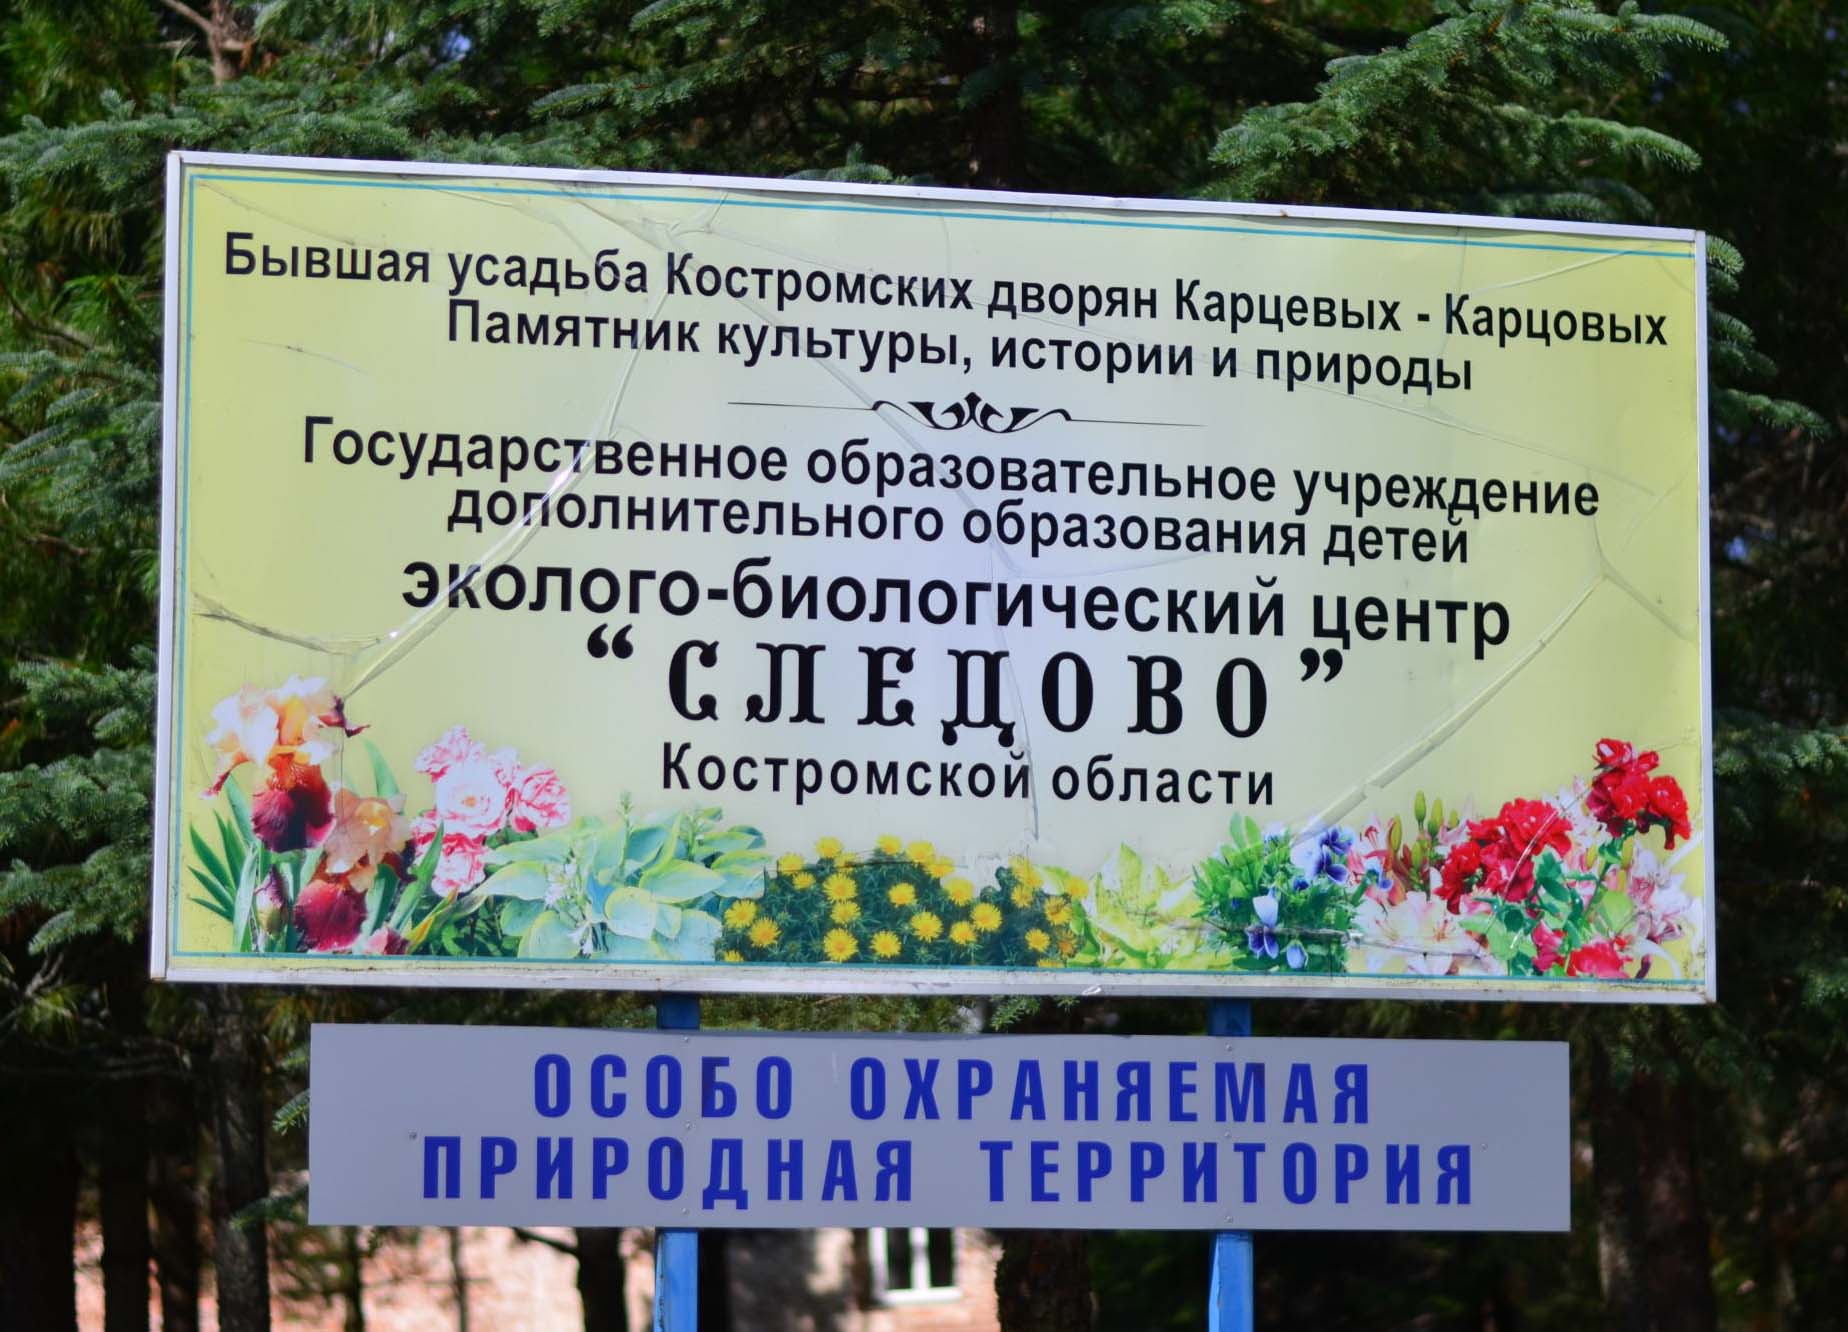 Бывшая усадьба Костромских дворян Карцевых - Карцовых
Памятник культуры, истории и природы
Государственное образовательное учреждение
дополнительного образования детей
эколого-биологический центр
“СЛЕДОВО”
Костромской области
ОСОБО ОХРАНЯЕМАЯ
ПРИРОДНАЯ ТЕРРИТОРИЯ